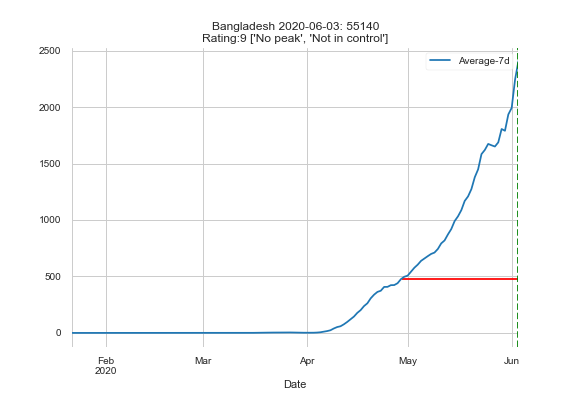 Bangladesh 2020-06-03: 55140
Rating:9 ['No peak', 'Not in control']
Average-7d
2500
2000
1500
1000
500
0
Feb Mar Apr May Jun
2020
Date